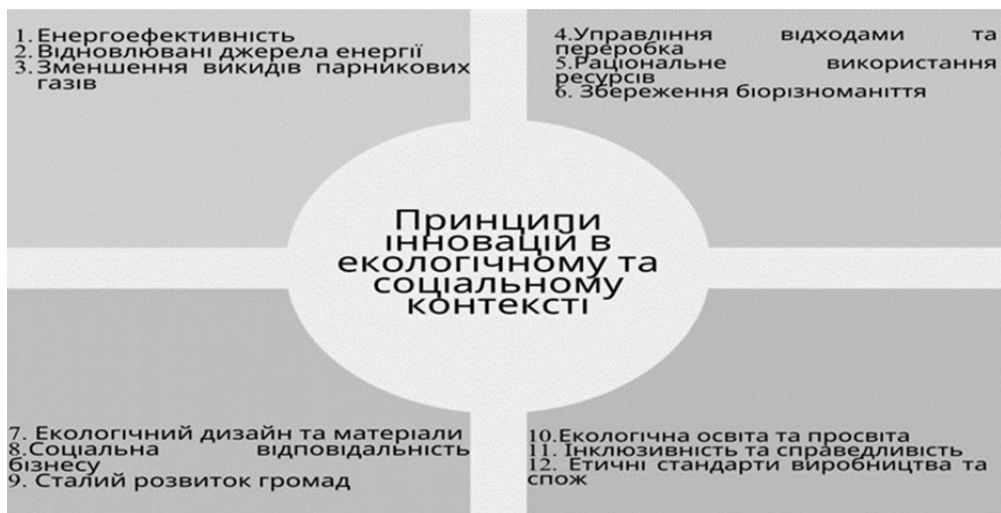 1. Енергоефективність
2. Відновлювані джерела енергії
3. Зменшення викидів парникових
газів
4.Управління відходами та
переробка
5.Раціональне використання
ресурсів
6. Збереження біорізноманіття
Принципи
інновацій в
екологічному та
соціальному
контексті
7. Екологічний дизайн та матеріали
8.Соціальна відповідальність
бізнесу
9. Сталий розвиток громад
10.Екологічна освіта та просвіта
11. Інклюзивність та справедливість
12. Етичні стандарти виробництва та
спож